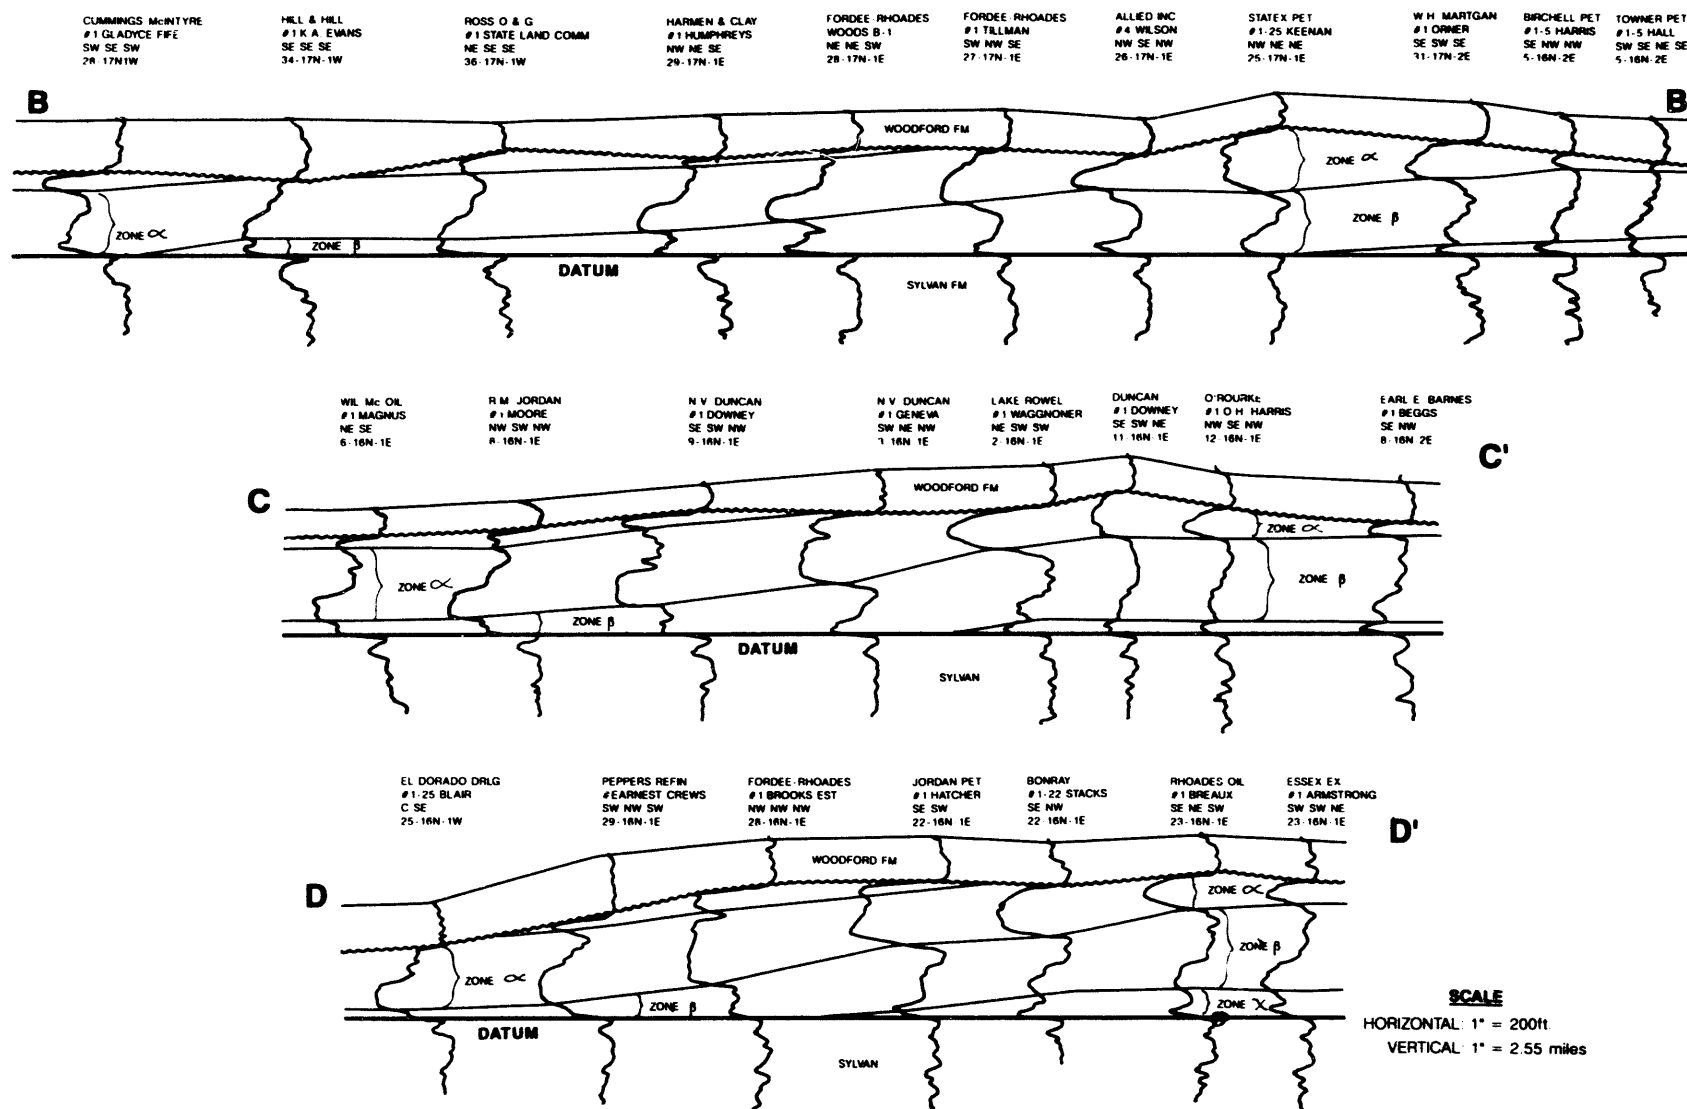 CUMMINGS McINTYRE
#1 GLADYCE FIFE
SW SE SW
28-17N1W
HILL & HILL
#1 K.A. EVANS
SE SE SE
34-17N-1W
ROSS O & G
#1 STATE LAND COMM
NE SE SE
36-17N-1W
HARMEN & CLAY
#1 HUMPHREYS
NW NE SE
29-17N-1E
FORDEE-RHOADES
WOODS B-1
NE NE SW
28-17N-1E
FORDEE-RHOADES
#1 TILLMAN
SW NW SE
27-17N-1E
ALLIED INC
#4 WILSON
NW SE NW
26-17N-1E
STATEX PET
#1-25 KEENAN
NW NE NE
25-17N-1E
W.H. MARTGAN
#1 ORNER
SE SW SE
31-17N-2E
BIRCHELL PET
#1-5 HARRIS
SE NW NW
5-16N-2E
TOWNER PET
#1-5 HALL
SW SE NE SE
5-16N-2E
B
B
WOODFORD FM
ZONE α
ZONE α
ZONE β
ZONE β
DATUM
SYLVAN FM
WIL Mc OIL
#1 MAGNUS
NE SE
6-16N-1E
R.M. JORDAN
#1 MOORE
NW SW NW
8-16N-1E
N.V. DUNCAN
#1 DOWNEY
SE SW NW
9-16N-1E
N.V. DUNCAN
#1 GENEVA
SW NE NW
3-16N-1E
LAKE ROWEL
#1 WAGGNONER
NE SW SW
2-16N-1E
DUNCAN
#1 DOWNEY
SE SW NE
11-16N-1E
O'ROURKE
#1 O.H. HARRIS
NW SE NW
12-16N-1E
EARL E. BARNES
#1 BEGGS
SE NW
8-16N-2E
C
C'
WOODFORD FM
ZONE α
ZONE α
ZONE β
ZONE β
DATUM
SYLVAN
EL DORADO DRLG
#1-25 BLAIR
C SE
25-16N-1W
PEPPERS REFIN
#EARNEST CREWS
SW NW SW
29-16N-1E
FORDEE-RHOADES
#1 BROOKS EST
NW NW NW
28-16N-1E
JORDAN PET
#1 HATCHER
SE SW
22-16N-1E
BONRAY
#1-22 STACKS
SE NW
22-16N-1E
RHOADES OIL
#1 BREAUX
SE NE SW
23-16N-1E
ESSEX EX
#1 ARMSTRONG
SW SW NE
23-16N-1E
D
D'
WOODFORD FM
ZONE α
ZONE β
ZONE α
ZONE β
ZONE χ
DATUM
SYLVAN
SCALE
HORIZONTAL: 1" = 200ft.
VERTICAL: 1" = 2.55 miles